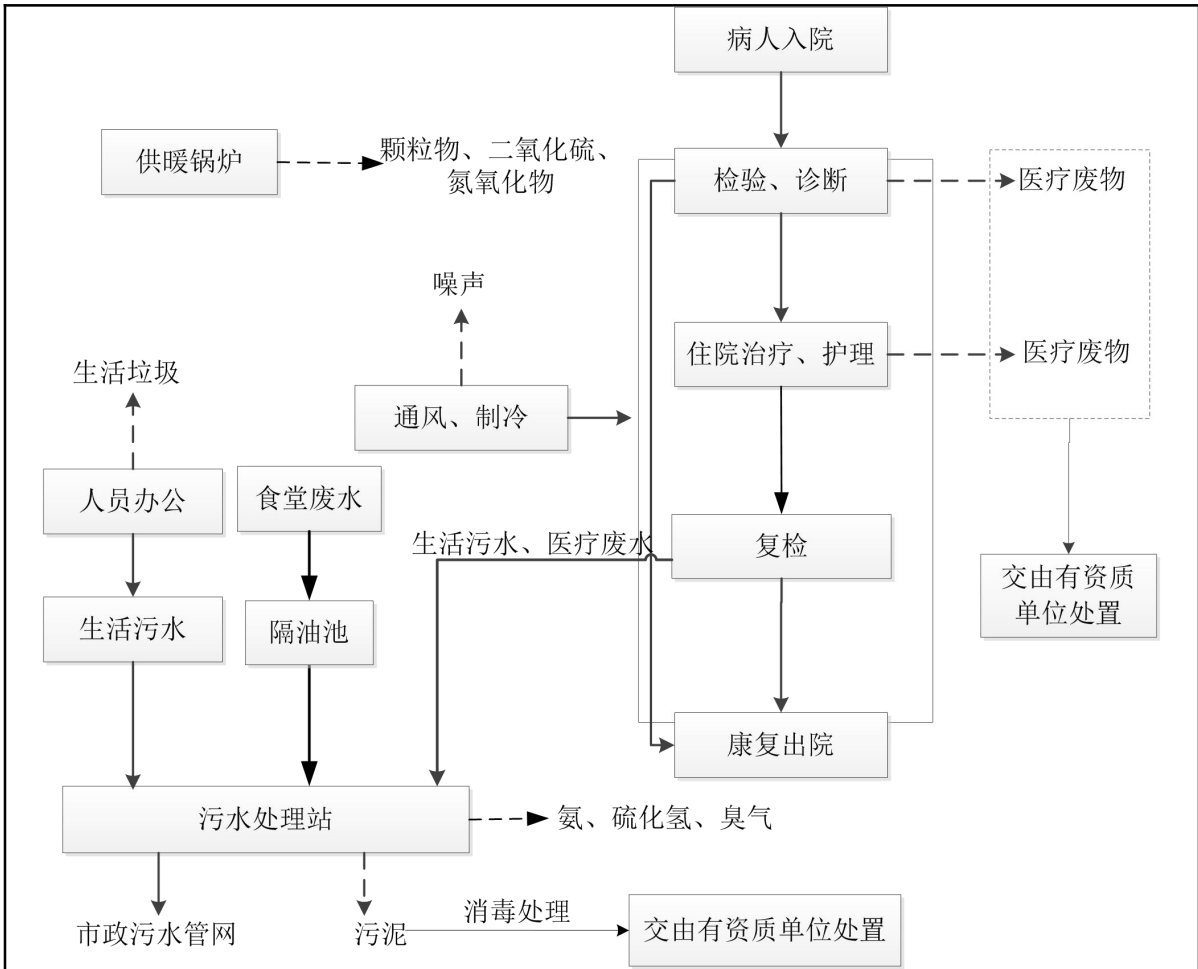 病人入院
供暖锅炉
颗粒物、二氧化硫、
氮氧化物
检验、诊断
医疗废物
噪声
住院治疗、护理
医疗废物
生活垃圾
通风、制冷
人员办公
食堂废水
生活污水、医疗废水
复检
交由有资质
单位处置
生活污水
隔油池
康复出院
污水处理站
氨、硫化氢、臭气
市政污水管网
污泥
消毒处理
交由有资质单位处置